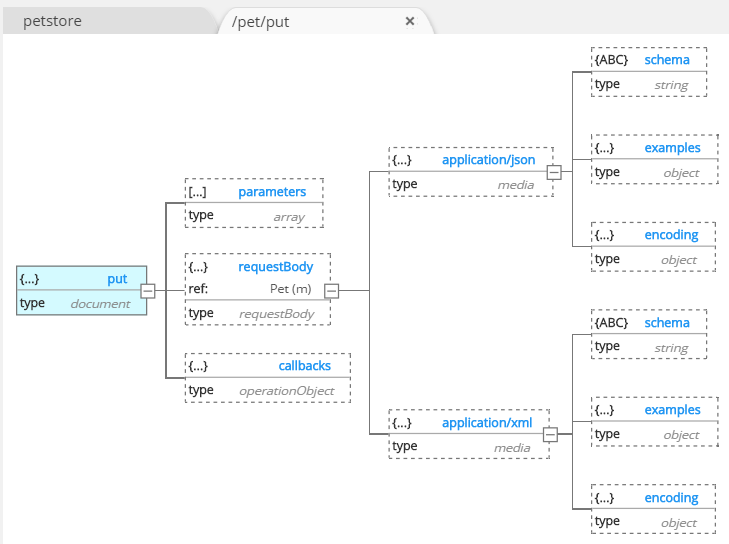 petstore
/pet/put ×
{...} put
type document
[...] parameters
type array
{...} requestBody
ref: Pet (m)
type requestBody
{...} callbacks
type operationObject
{...} application/json
type media
{ABC} schema
type string
{...} examples
type object
{...} encoding
type object
{...} application/xml
type media
{ABC} schema
type string
{...} examples
type object
{...} encoding
type object